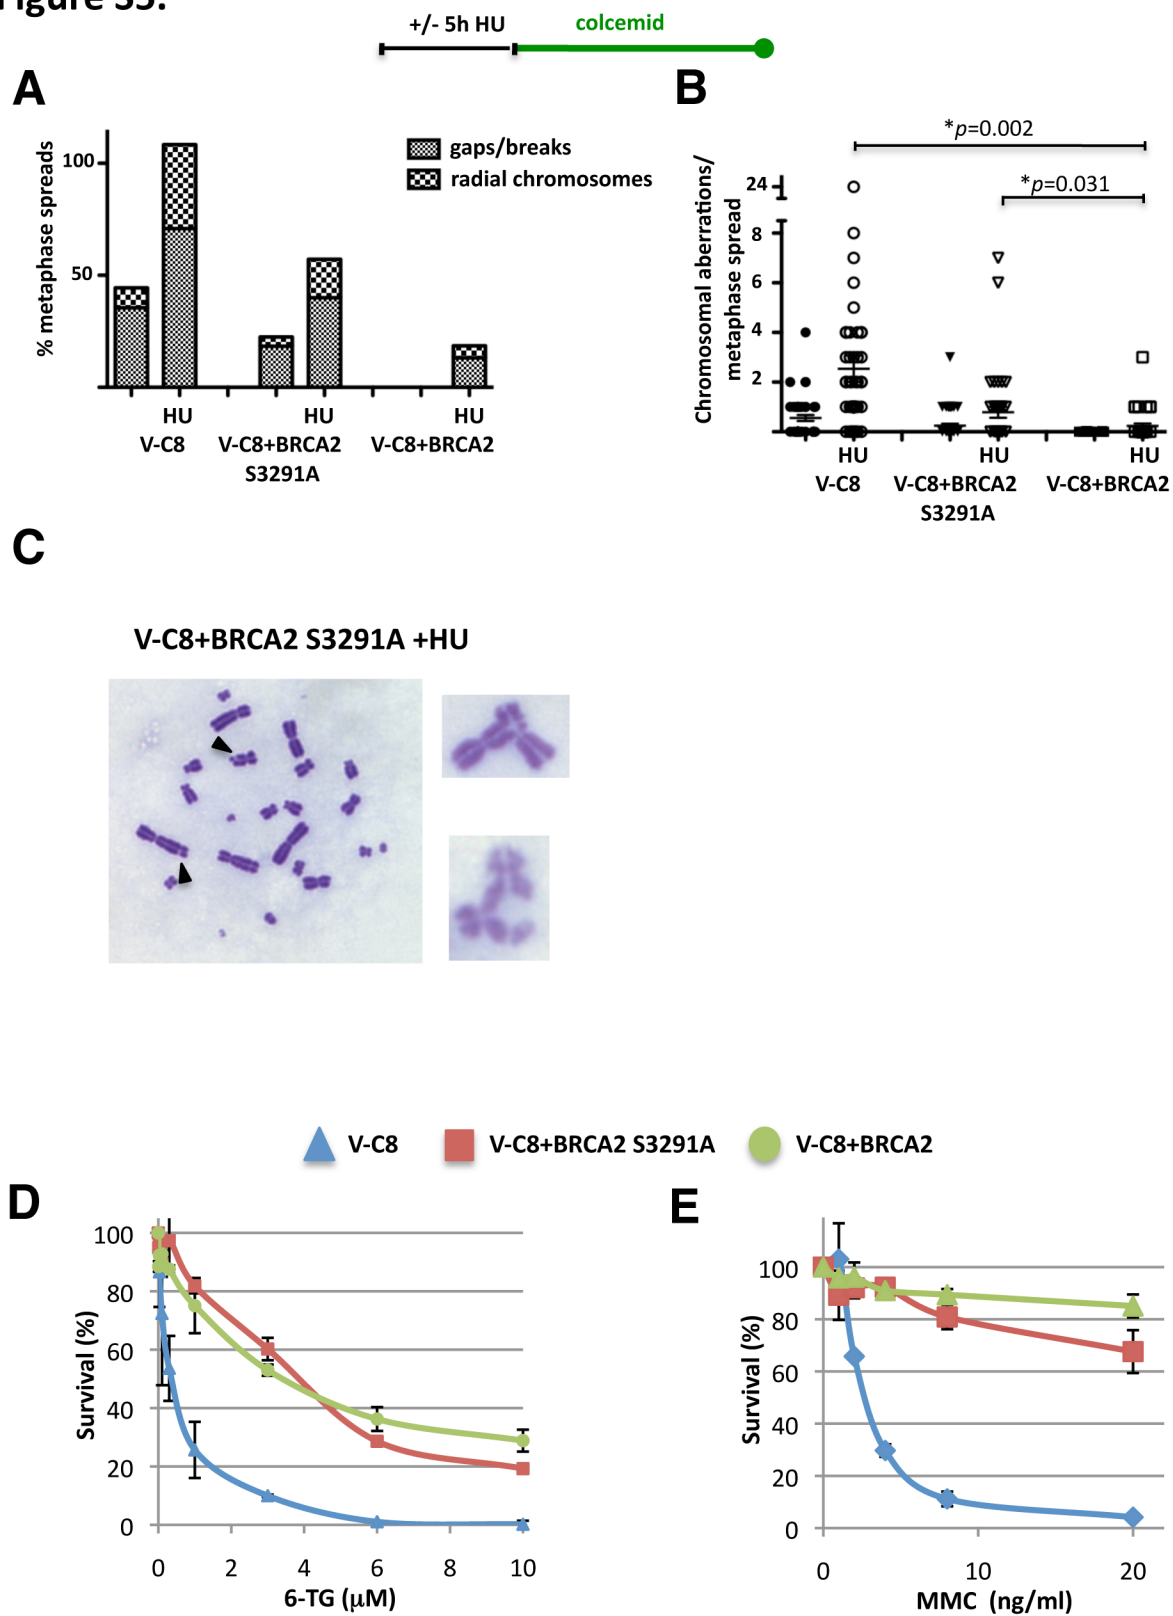 Figure S5.
+/- 5h HU
colcemid
A
% metaphase spreads
100
50
gaps/breaks
radial chromosomes
HU
HU
HU
V-C8
V-C8+BRCA2
S3291A
V-C8+BRCA2
B
Chromosomal aberrations/
metaphase spread
24
8
6
4
2
*p=0.002
*p=0.031
HU
HU
HU
V-C8
V-C8+BRCA2
S3291A
V-C8+BRCA2
C
V-C8+BRCA2 S3291A +HU
V-C8
V-C8+BRCA2 S3291A
V-C8+BRCA2
D
Survival (%)
100
80
60
40
20
0
0 2 4 6 8 10
6-TG (μM)
E
Survival (%)
100
80
60
40
20
0
0 10 20
MMC (ng/ml)